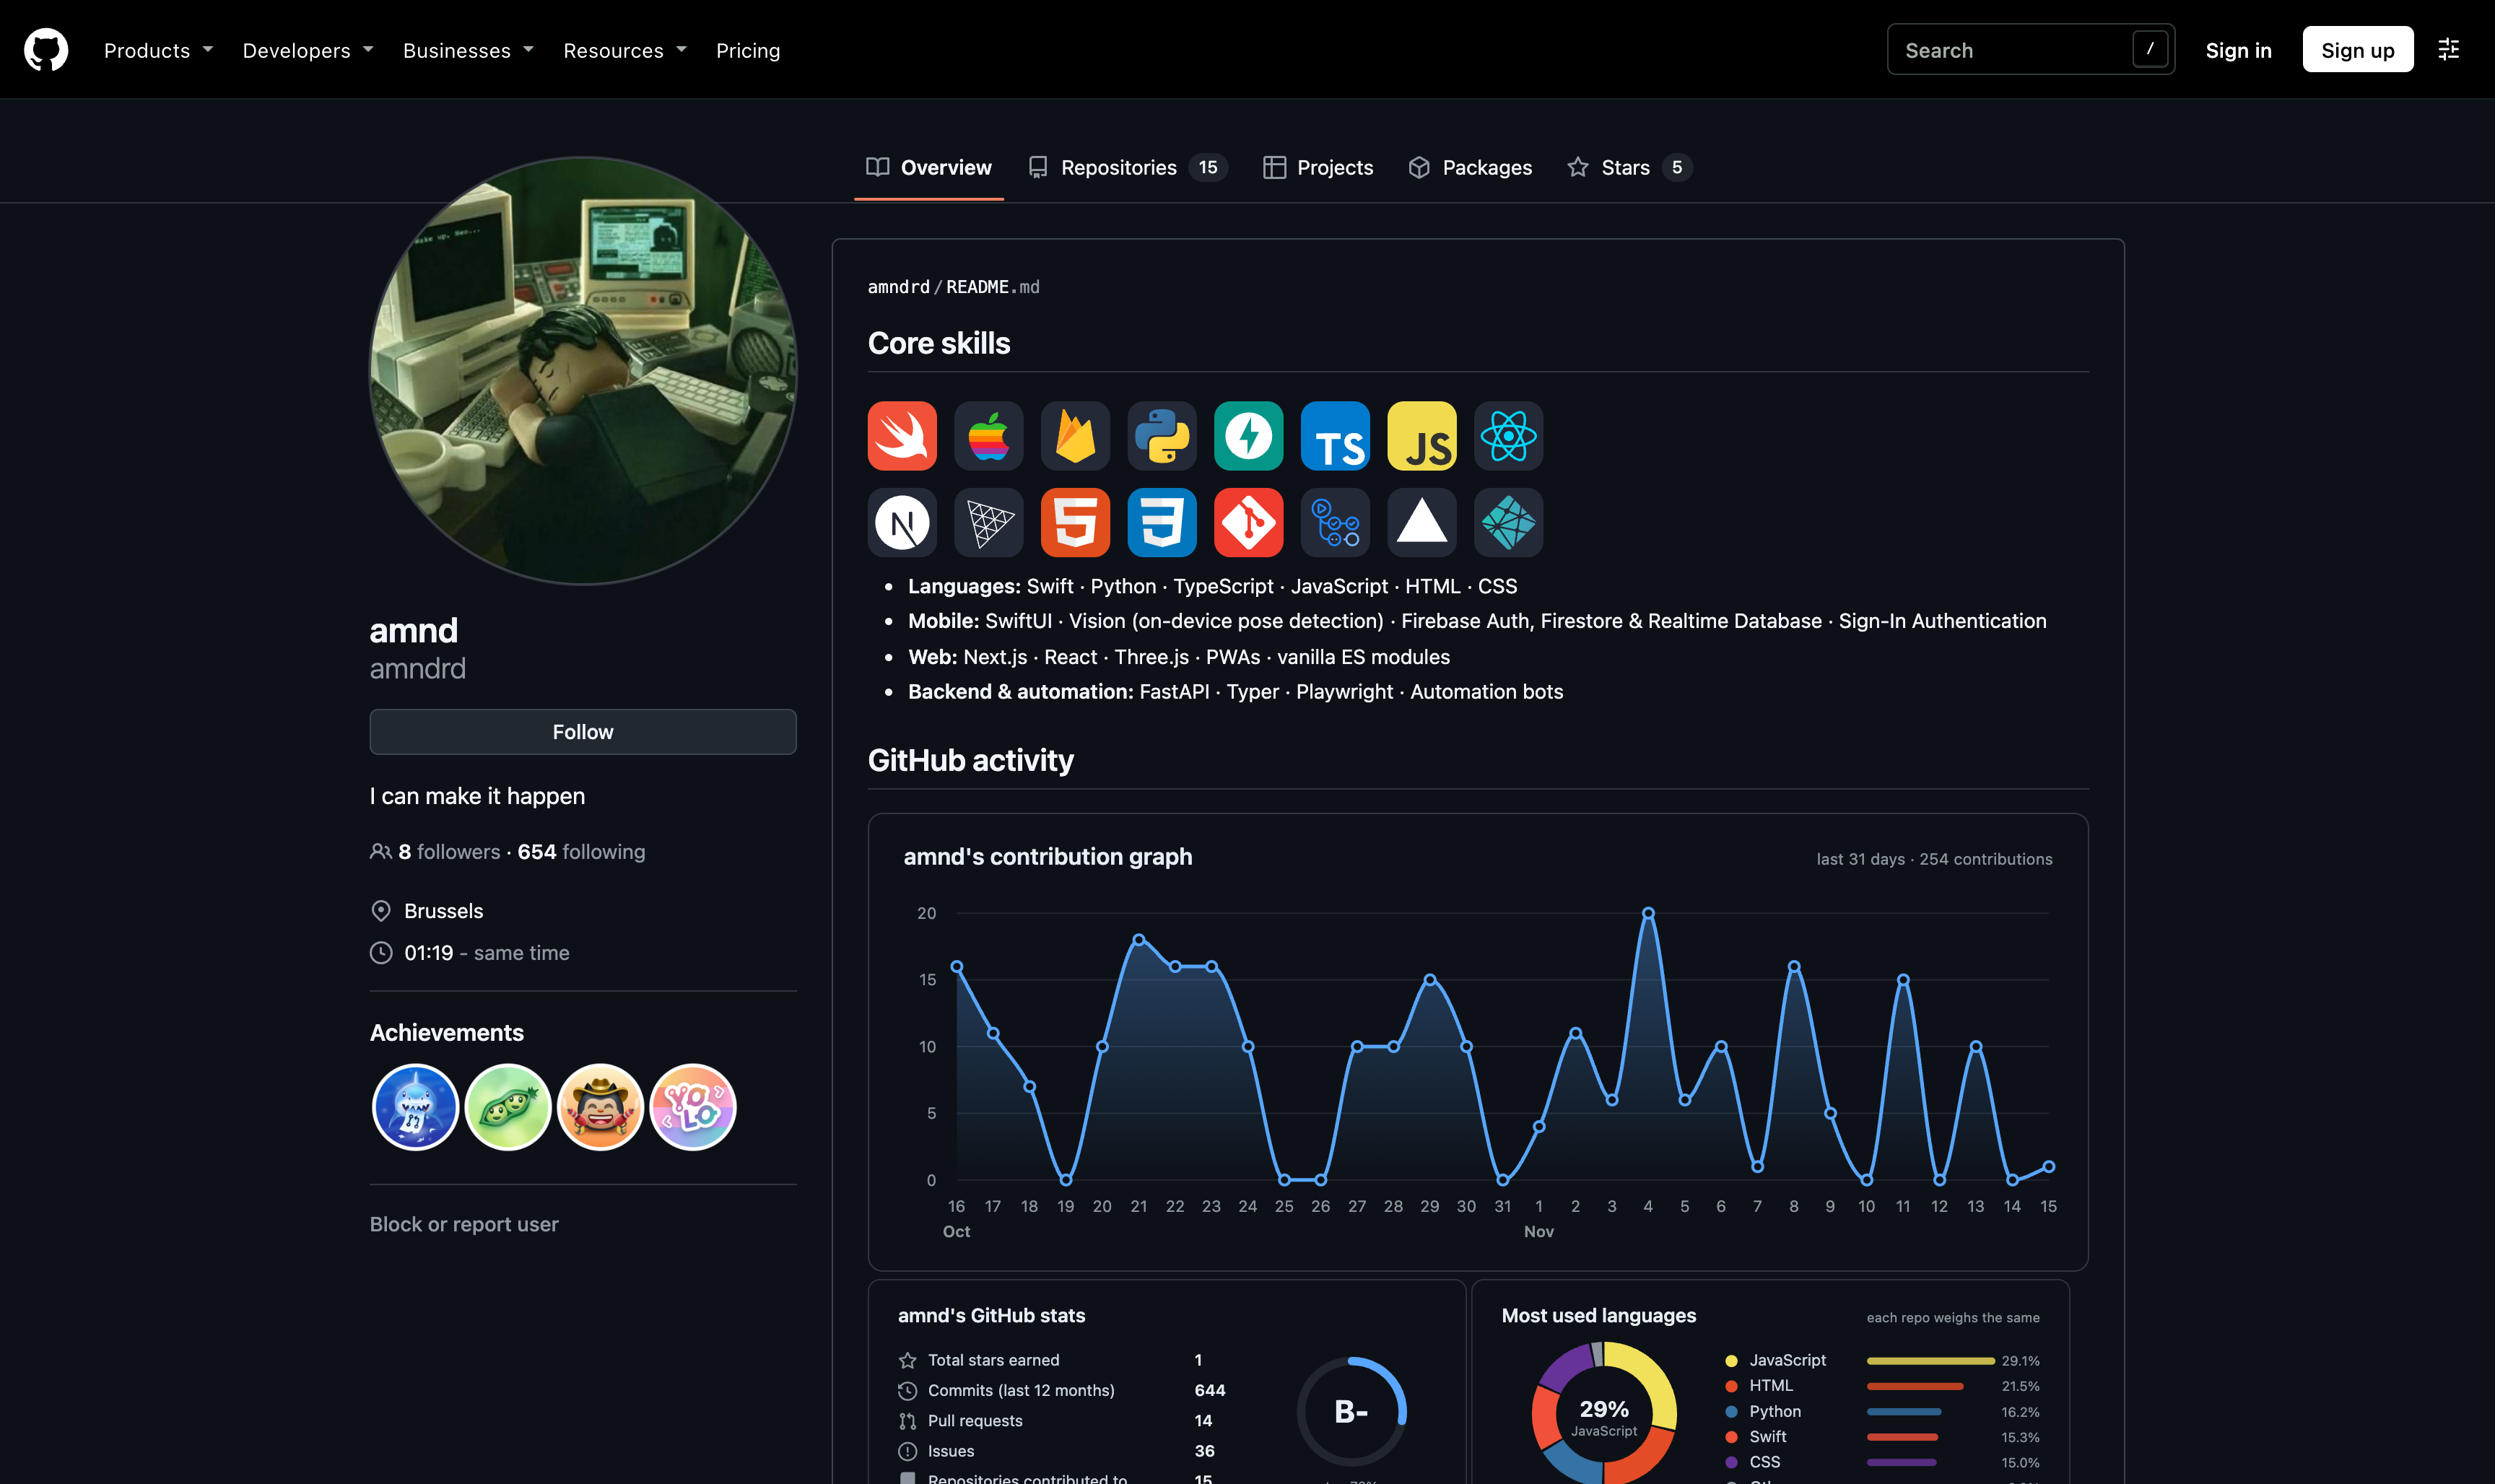 Products
Developers
Businesses
Resources
Pricing
Search
/
Sign in
Sign up
Overview
Repositories 15
Projects
Packages
Stars 5
amnd
amndrd
Follow
I can make it happen
8 followers · 654 following
Brussels
01:19 - same time
Achievements
YOLO
Block or report user
amndrd/README.md
Core skills
TS
JS
N
Languages: Swift · Python · TypeScript · JavaScript · HTML · CSS
Mobile: SwiftUI · Vision (on-device pose detection) · Firebase Auth, Firestore & Realtime Database · Sign-In Authentication
Web: Next.js · React · Three.js · PWAs · vanilla ES modules
Backend & automation: FastAPI · Typer · Playwright · Automation bots
GitHub activity
amnd's contribution graph
last 31 days · 254 contributions
20
15
10
5
0
16 17 18 19 20 21 22 23 24 25 26 27 28 29 30 31 1 2 3 4 5 6 7 8 9 10 11 12 13 14 15
Oct Nov
amnd's GitHub stats
Total stars earned 1
Commits (last 12 months) 644
Pull requests 14
Issues 36
Repositories contributed to 15
B-
Most used languages
each repo weighs the same
29%
JavaScript
JavaScript 29.1%
HTML 21.5%
Python 16.2%
Swift 15.3%
CSS 15.0%